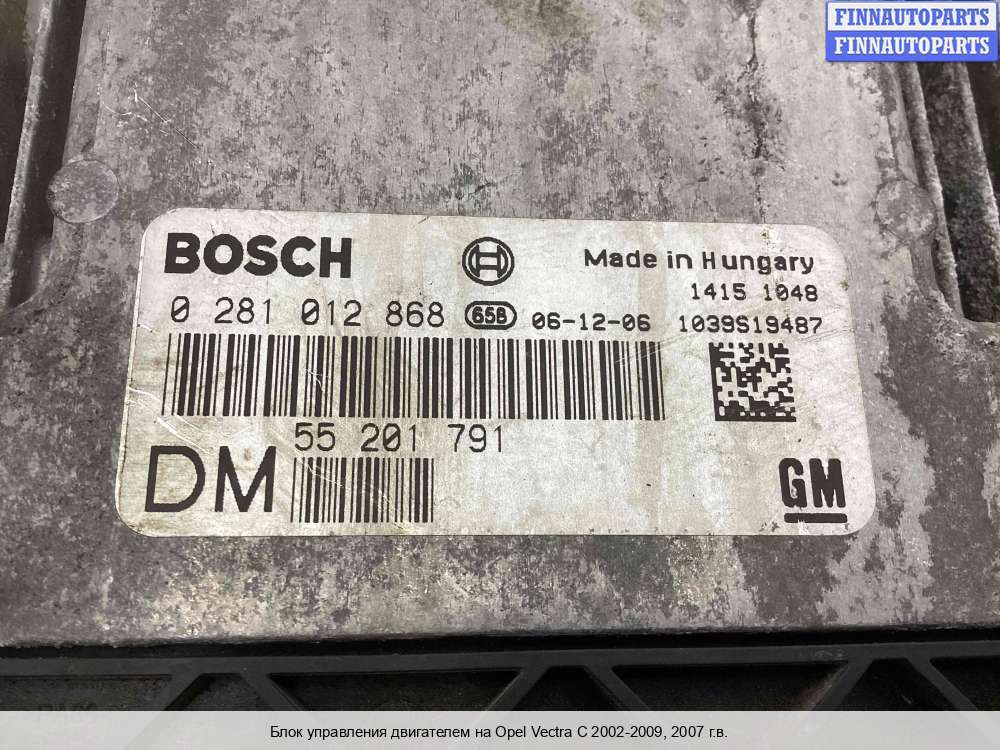 FINNAUTOPARTS
FINNAUTOPARTS
BOSCH H Made in Hungary
1415 1048
0 281 012 868 65B 06-12-06 1039S19487
55 201 791
DM GM
Блок управления двигателем на Opel Vectra C 2002-2009, 2007 г.в.